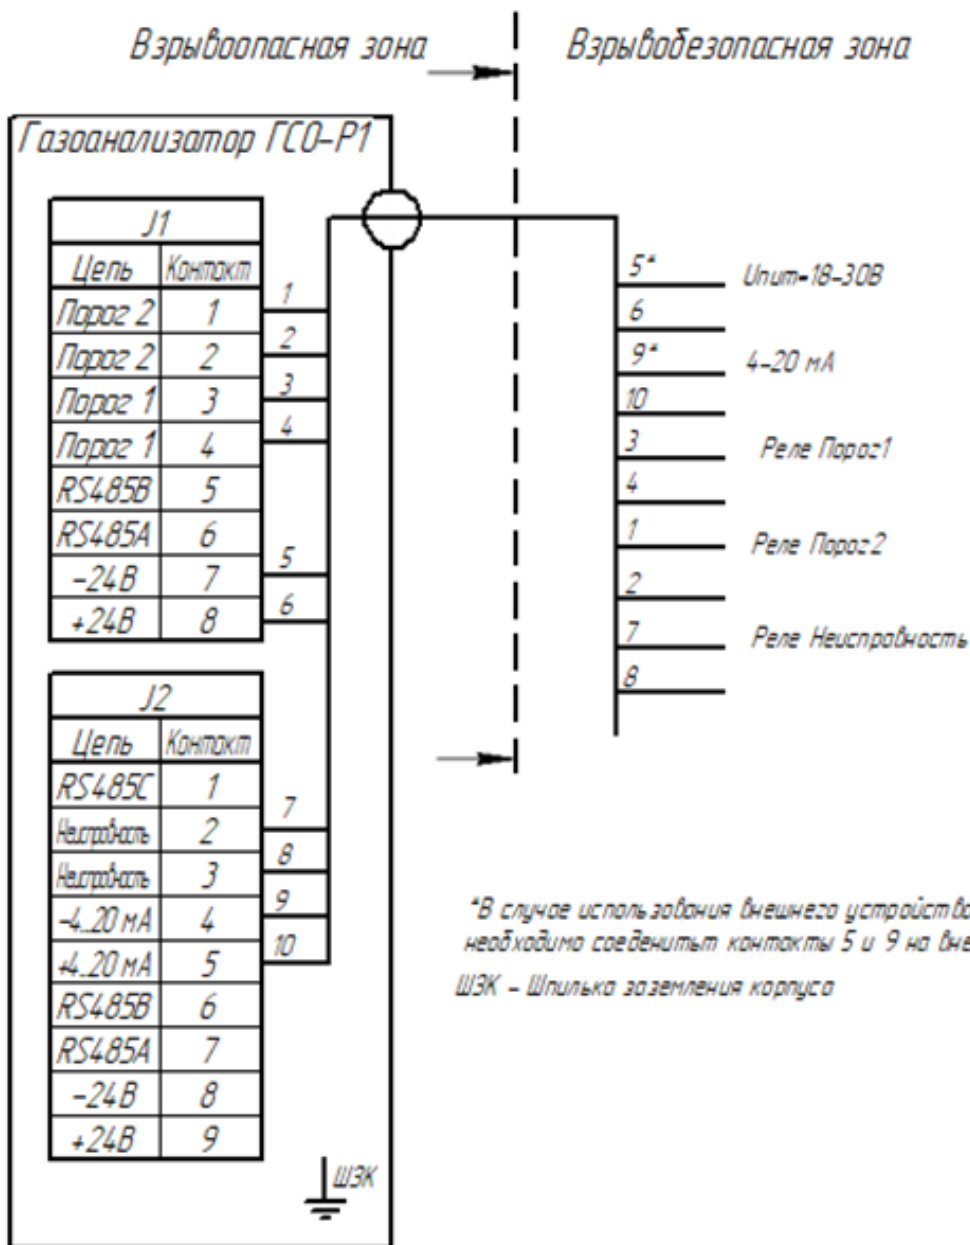 Взрывоопасная зона
Взрывобезопасная зона
Газоанализатор ГСО-Р1
J1
Цепь Контакт
Порог 2 1
Порог 2 2
Порог 1 3
Порог 1 4
RS485B 5
RS485A 6
-24В 7
+24В 8
1
2
3
4
5
6
J2
Цепь Контакт
RS485C 1
Неисправность 2
Неисправность 3
-4..20 мА 4
+4..20 мА 5
RS485B 6
RS485A 7
-24В 8
+24В 9
7
8
9
10
ШЗК
5* Uпит=18-30В
6
9* 4-20 мА
10
3 Реле Порог1
4
1 Реле Порог2
2
7 Реле Неисправность
8
*В случае использования внешнего устройства
необходимо соеденитьт контакты 5 и 9 на вне
ШЗК - Шпилька заземления корпуса